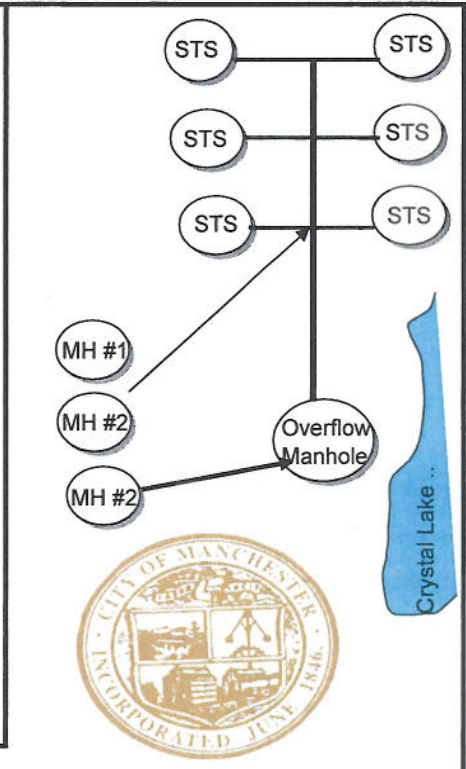 STS STS
STS STS
STS STS
MH #1
MH #2
MH #2
Overflow
Manhole
Crystal Lake ..
· CITY OF MANCHESTER ·
INCORPORATED JUNE 1846.